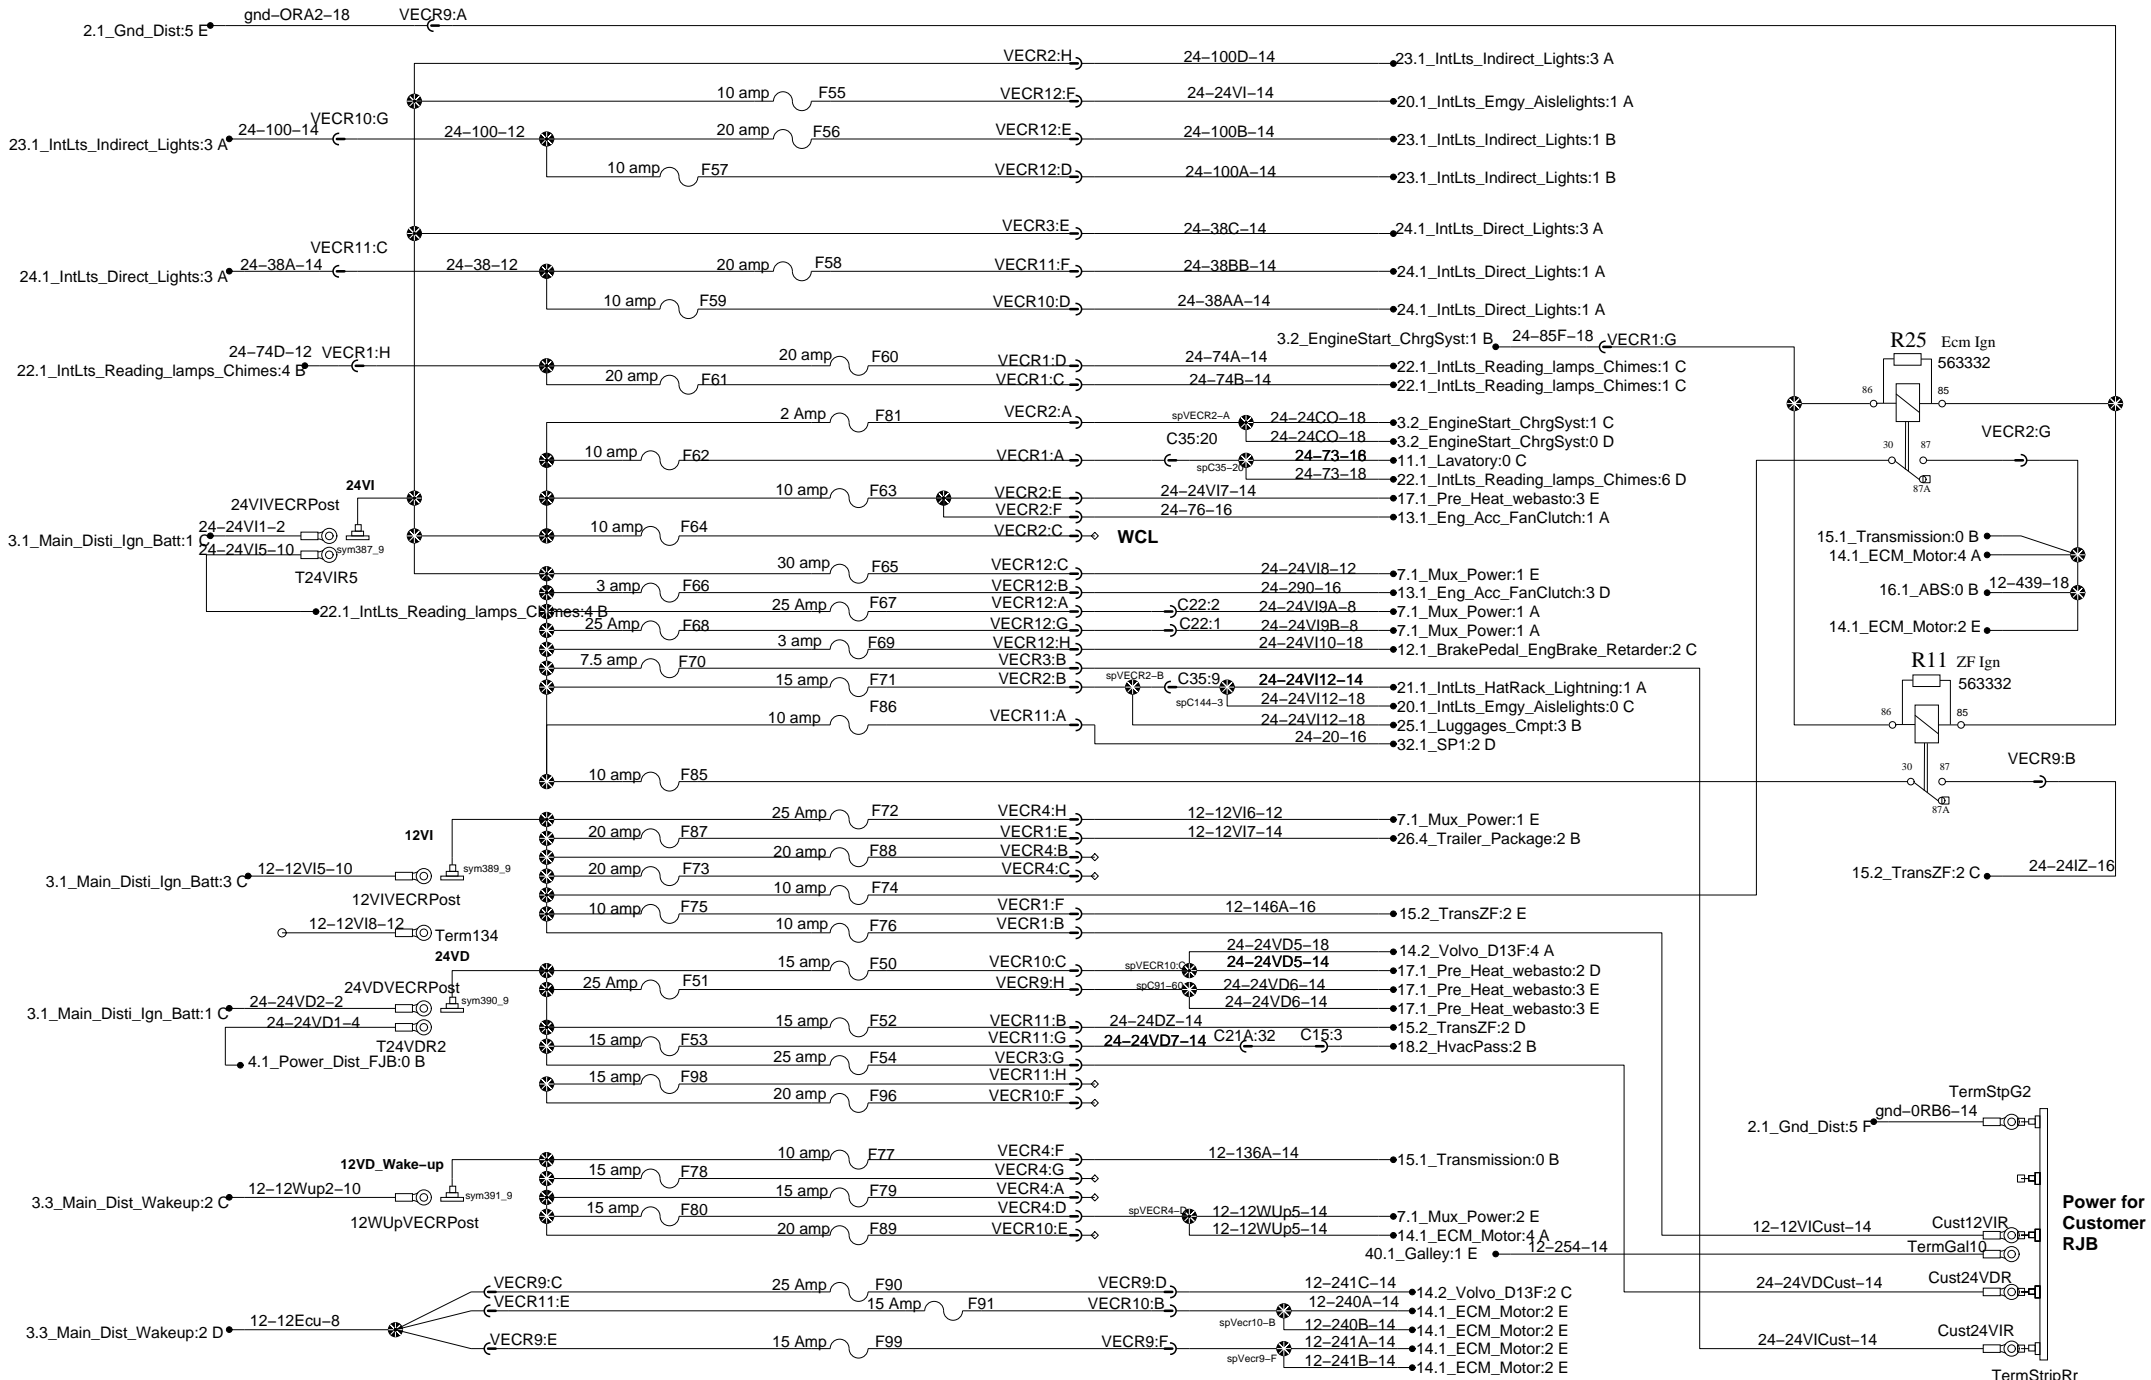 gnd-ORA2-18 VECR9:A
2.1_Gnd_Dist:5 E
VECR2:H 24-100D-14 23.1_IntLts_Indirect_Lights:3 A
10 amp F55 VECR12:F 24-24VI-14 20.1_IntLts_Emgy_Aislelights:1 A
VECR10:G
23.1_IntLts_Indirect_Lights:3 A 24-100-14 24-100-12 20 amp F56 VECR12:E 24-100B-14 23.1_IntLts_Indirect_Lights:1 B
10 amp F57 VECR12:D 24-100A-14 23.1_IntLts_Indirect_Lights:1 B
VECR3:E 24-38C-14 24.1_IntLts_Direct_Lights:3 A
VECR11:C
24.1_IntLts_Direct_Lights:3 A 24-38A-14 24-38-12 20 amp F58 VECR11:F 24-38BB-14 24.1_IntLts_Direct_Lights:1 A
10 amp F59 VECR10:D 24-38AA-14 24.1_IntLts_Direct_Lights:1 A
3.2_EngineStart_ChrgSyst:1 B 24-85F-18 VECR1:G
R25 Ecm Ign
563332
86 85
30 87
87A
VECR2:G
24-74D-12 VECR1:H
22.1_IntLts_Reading_lamps_Chimes:4 B
20 amp F60 VECR1:D 24-74A-14 22.1_IntLts_Reading_lamps_Chimes:1 C
20 amp F61 VECR1:C 24-74B-14 22.1_IntLts_Reading_lamps_Chimes:1 C
2 Amp F81 VECR2:A spVECR2-A 24-24CO-18 3.2_EngineStart_ChrgSyst:1 C
24-24CO-18 3.2_EngineStart_ChrgSyst:0 D
10 amp F62 VECR1:A C35:20 spC35-20 24-73-16 11.1_Lavatory:0 C
24-73-18 22.1_IntLts_Reading_lamps_Chimes:6 D
10 amp F63 VECR2:E 24-24VI7-14 17.1_Pre_Heat_webasto:3 E
VECR2:F 24-76-16 13.1_Eng_Acc_FanClutch:1 A
10 amp F64 VECR2:C WCL
24VI
24VIVECRPost
24-24VI1-2
3.1_Main_Disti_Ign_Batt:1 C
24-24VI5-10 sym387_9
T24VIR5
22.1_IntLts_Reading_lamps_Chimes:4 B
15.1_Transmission:0 B
14.1_ECM_Motor:4 A
16.1_ABS:0 B 12-439-18
14.1_ECM_Motor:2 E
30 amp F65 VECR12:C 24-24VI8-12 7.1_Mux_Power:1 E
3 amp F66 VECR12:B 24-290-16 13.1_Eng_Acc_FanClutch:3 D
25 Amp F67 VECR12:A C22:2 24-24VI9A-8 7.1_Mux_Power:1 A
25 Amp F68 VECR12:G C22:1 24-24VI9B-8 7.1_Mux_Power:1 A
3 amp F69 VECR12:H 24-24VI10-18 12.1_BrakePedal_EngBrake_Retarder:2 C
7.5 amp F70 VECR3:B
15 amp F71 VECR2:B spVECR2-B C35:9 24-24VI12-14 21.1_IntLts_HatRack_Lightning:1 A
spC144-3 24-24VI12-18 20.1_IntLts_Emgy_Aislelights:0 C
10 amp F86 VECR11:A 24-24VI12-18 25.1_Luggages_Cmpt:3 B
24-20-16 32.1_SP1:2 D
R11 ZF Ign
563332
86 85
30 87
87A
VECR9:B
10 amp F85
12VI
25 Amp F72 VECR4:H 12-12VI6-12 7.1_Mux_Power:1 E
20 amp F87 VECR1:E 12-12VI7-14 26.4_Trailer_Package:2 B
20 amp F88 VECR4:B
3.1_Main_Disti_Ign_Batt:3 C 12-12VI5-10 sym389_9 20 amp F73 VECR4:C
15.2_TransZF:2 C 24-24IZ-16
12VIVECRPost 10 amp F74
10 amp F75 VECR1:F 12-146A-16 15.2_TransZF:2 E
12-12VI8-12 Term134 10 amp F76 VECR1:B
24VD
24-24VD5-18 14.2_Volvo_D13F:4 A
15 amp F50 VECR10:C spVECR10:C 24-24VD5-14 17.1_Pre_Heat_webasto:2 D
24VDVECRPost 25 Amp F51 VECR9:H spC91-60 24-24VD6-14 17.1_Pre_Heat_webasto:3 E
3.1_Main_Disti_Ign_Batt:1 C 24-24VD2-2 sym390_9 24-24VD6-14 17.1_Pre_Heat_webasto:3 E
24-24VD1-4 15 amp F52 VECR11:B 24-24DZ-14 15.2_TransZF:2 D
T24VDR2 15 amp F53 VECR11:G 24-24VD7-14 C21A:32 C15:3 18.2_HvacPass:2 B
4.1_Power_Dist_FJB:0 B 25 amp F54 VECR3:G
15 amp F98 VECR11:H
20 amp F96 VECR10:F
TermStpG2
2.1_Gnd_Dist:5 F gnd-0RB6-14
12VD_Wake-up
10 amp F77 VECR4:F 12-136A-14 15.1_Transmission:0 B
15 amp F78 VECR4:G
3.3_Main_Dist_Wakeup:2 C 12-12Wup2-10 sym391_9 15 amp F79 VECR4:A
12WUpVECRPost 15 amp F80 VECR4:D spVECR4-D 12-12WUp5-14 7.1_Mux_Power:2 E
20 amp F89 VECR10:E 12-12WUp5-14 14.1_ECM_Motor:4 A
Power for
Customer
RJB
12-12VICust-14 Cust12VIR
40.1_Galley:1 E 12-254-14 TermGal10
24-24VDCust-14 Cust24VDR
24-24VICust-14 Cust24VIR
TermStripRr
VECR9:C 25 Amp F90 VECR9:D 12-241C-14 14.2_Volvo_D13F:2 C
VECR11:E 15 Amp F91 VECR10:B 12-240A-14 14.1_ECM_Motor:2 E
3.3_Main_Dist_Wakeup:2 D 12-12Ecu-8 spVecr10-B 12-240B-14 14.1_ECM_Motor:2 E
VECR9:E 15 Amp F99 VECR9:F 12-241A-14 14.1_ECM_Motor:2 E
spVecr9-F 12-241B-14 14.1_ECM_Motor:2 E